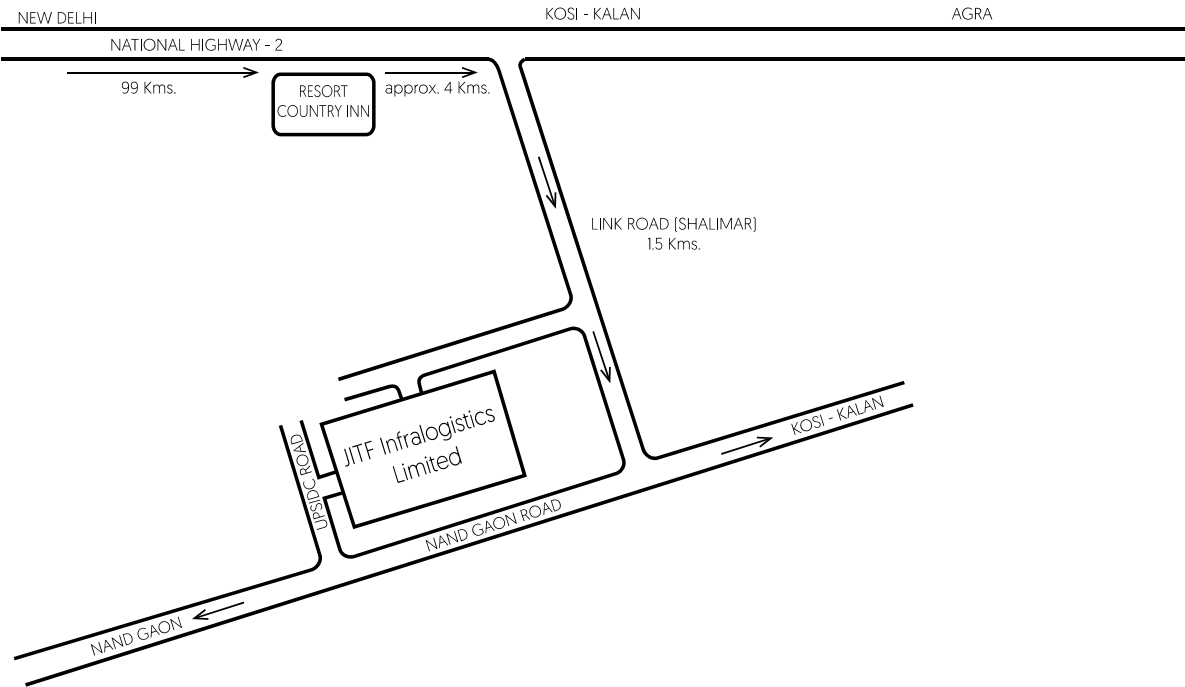 NEW DELHI
KOSI - KALAN
AGRA
NATIONAL HIGHWAY - 2
99 Kms.
RESORT
COUNTRY INN
approx. 4 Kms.
LINK ROAD (SHALIMAR)
1.5 Kms.
KOSI - KALAN
JITF Infralogistics
Limited
UPSIDC ROAD
NAND GAON ROAD
NAND GAON